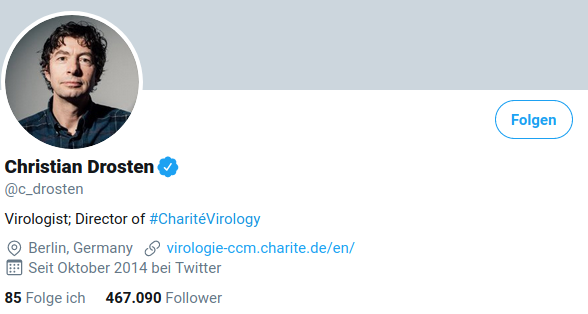 Folgen
Christian Drosten
@c_drosten
Virologist; Director of #CharitéVirology
Berlin, Germany virologie-ccm.charite.de/en/
Seit Oktober 2014 bei Twitter
85 Folge ich 467.090 Follower